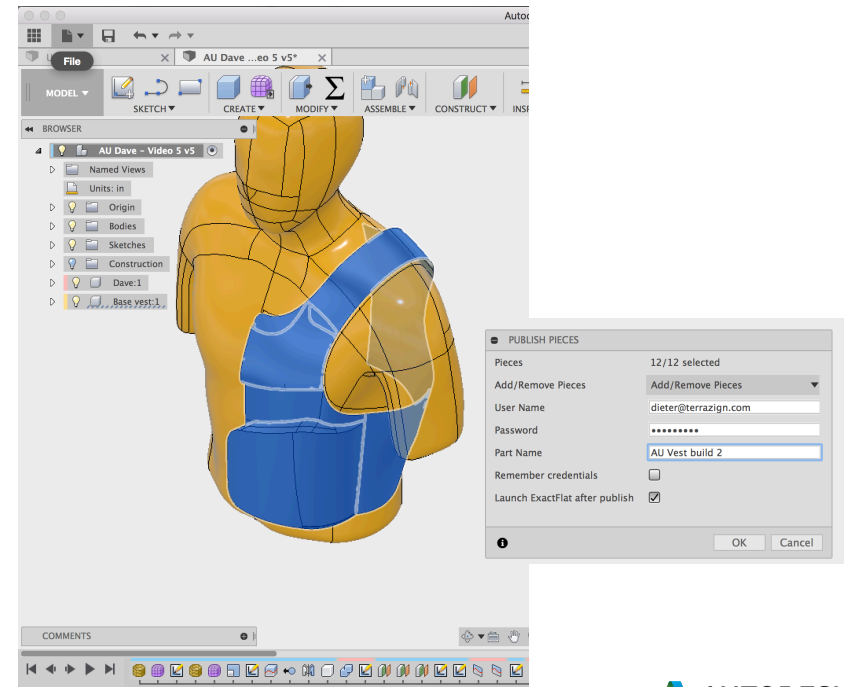 Autod
File
U
AU Dave ...eo 5 v5*
MODEL
SKETCH
CREATE
MODIFY
ASSEMBLE
CONSTRUCT
INSP
BROWSER
AU Dave – Video 5 v5
Named Views
Units: in
Origin
Bodies
Sketches
Construction
Dave:1
Base vest:1
PUBLISH PIECES
Pieces 12/12 selected
Add/Remove Pieces Add/Remove Pieces
User Name dieter@terrazign.com
Password •••••••••
Part Name AU Vest build 2
Remember credentials
Launch ExactFlat after publish
OK Cancel
COMMENTS